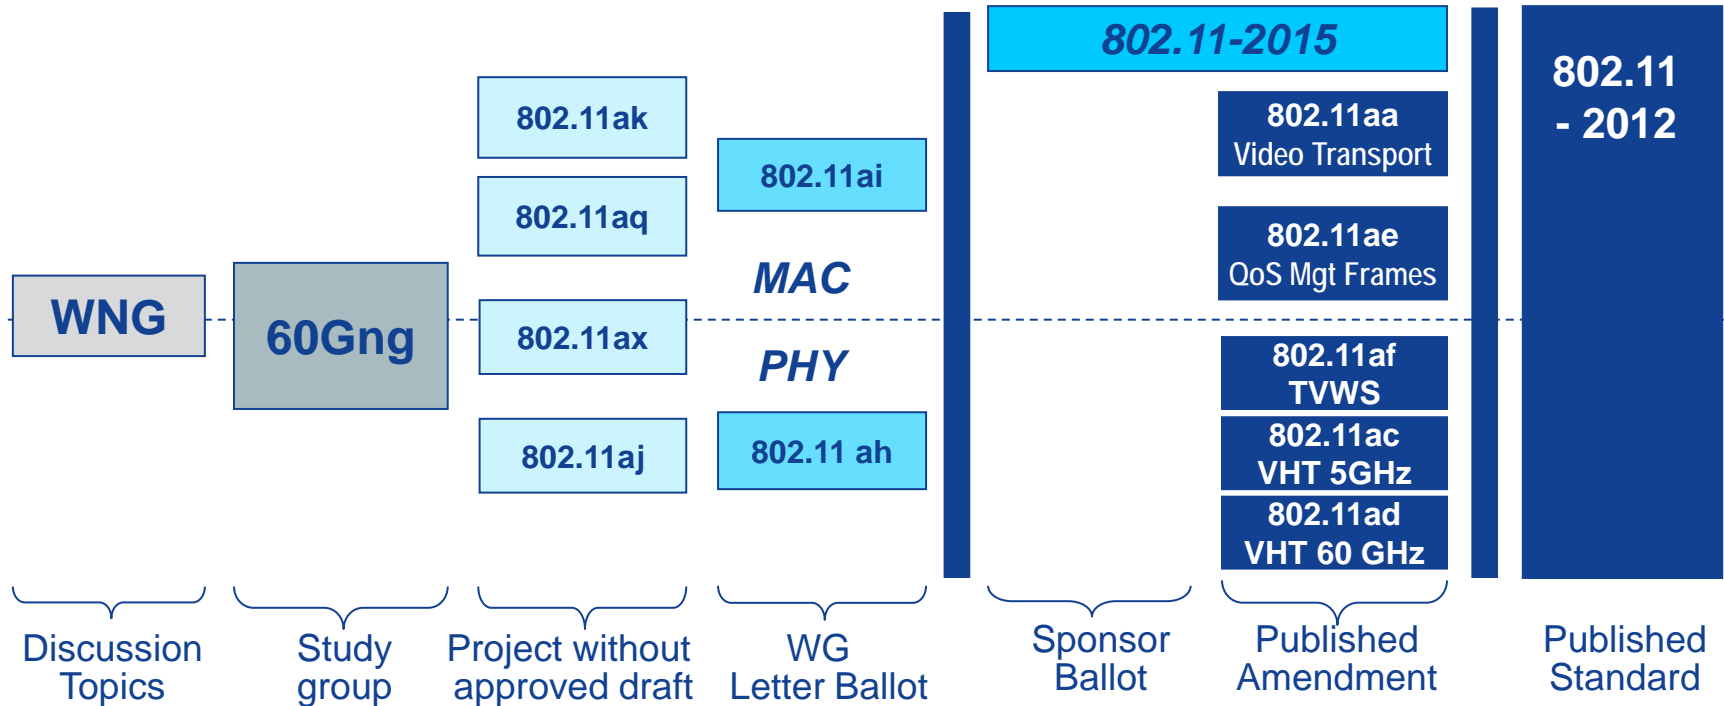 802.11-2015
802.11
- 2012
802.11ak
802.11aa
Video Transport
802.11ai
802.11aq
802.11ae
QoS Mgt Frames
MAC
WNG
60Gng
802.11ax
PHY
802.11af
TVWS
802.11aj
802.11 ah
802.11ac
VHT 5GHz
802.11ad
VHT 60 GHz
Discussion
Topics
Study
group
Project without
approved draft
WG
Letter Ballot
Sponsor
Ballot
Published
Amendment
Published
Standard